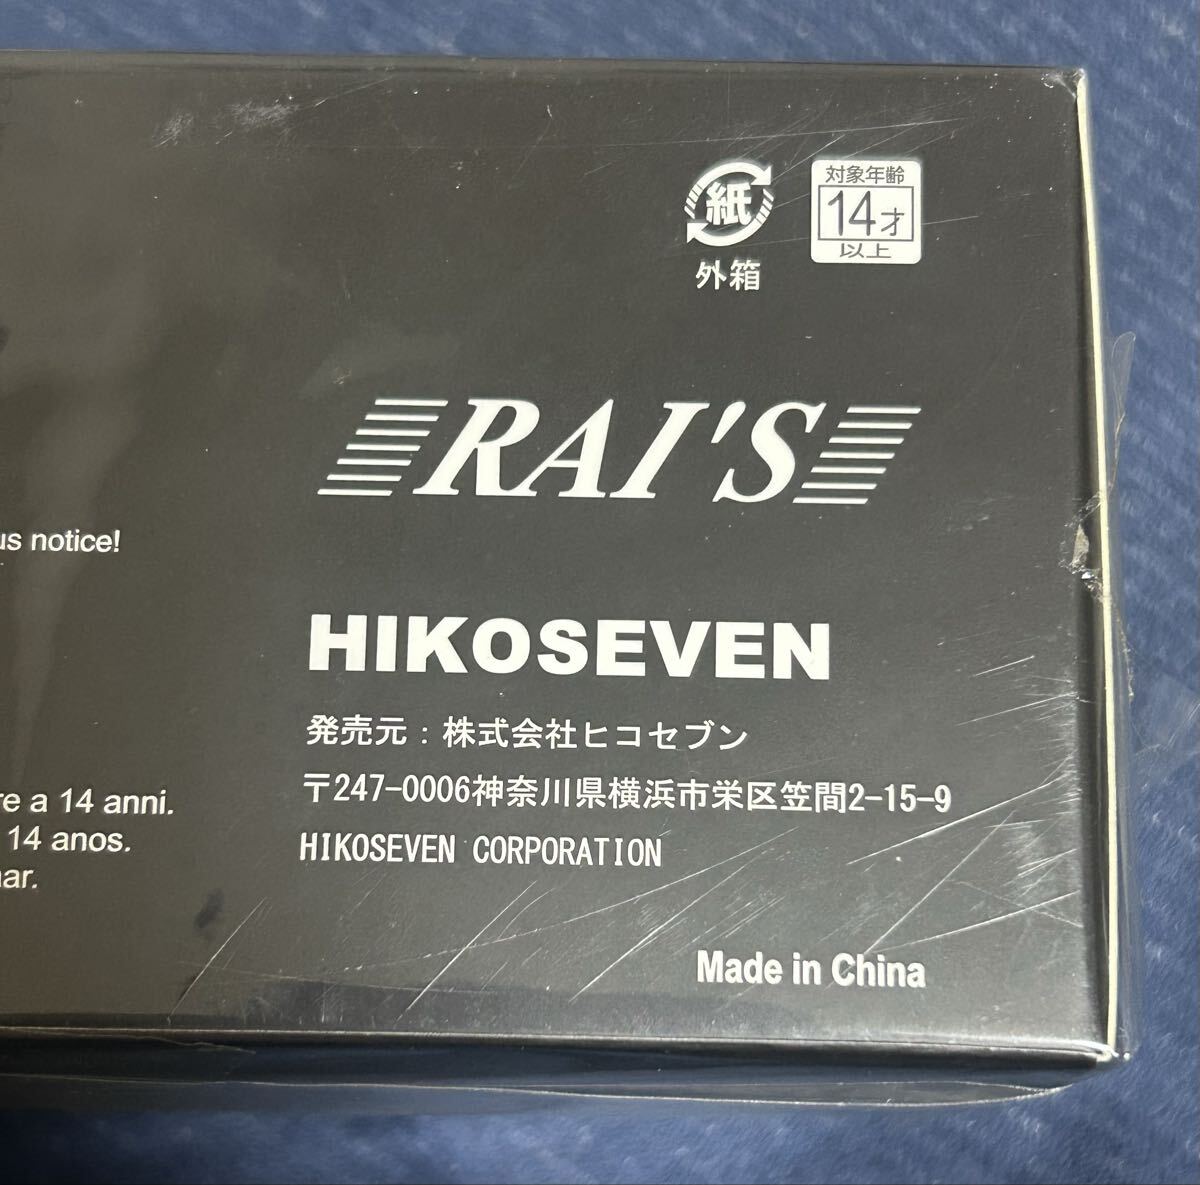 紙
外箱
対象年齢
14才
以上
RAI'S
us notice!
HIKOSEVEN
発売元：株式会社ヒコセブン
〒247-0006神奈川県横浜市栄区笠間2-15-9
HIKOSEVEN CORPORATION
re a 14 anni.
14 anos.
ar.
Made in China